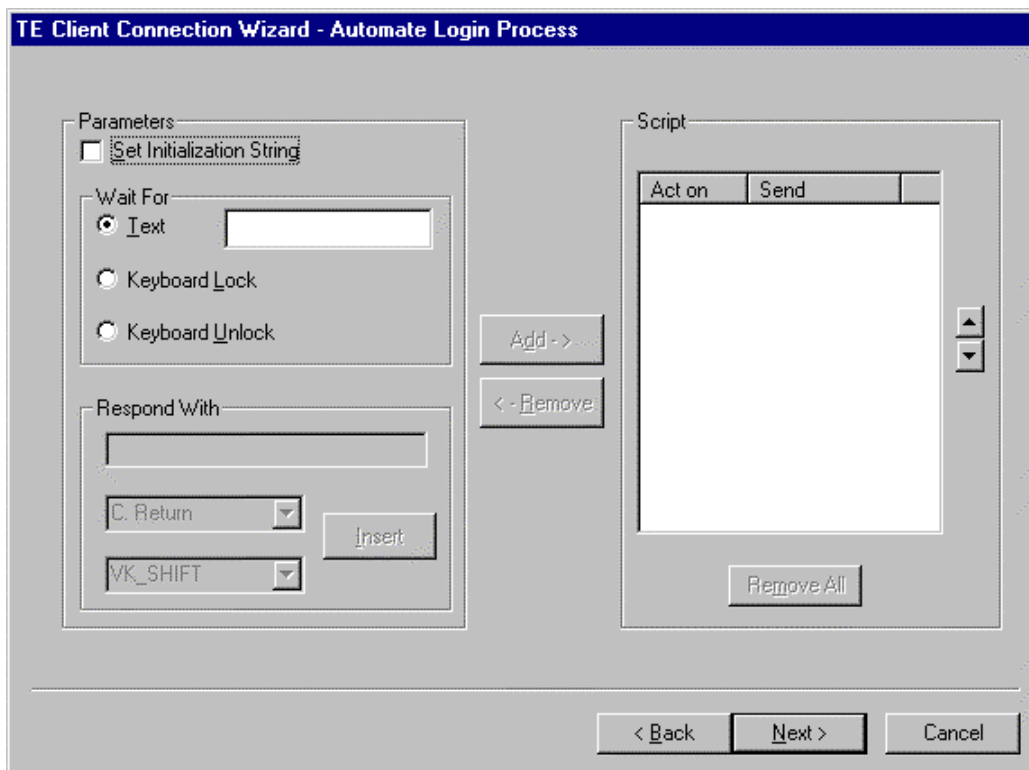 TE Client Connection Wizard - Automate Login Process
Parameters
Set Initialization String
Wait For
Text
Keyboard Lock
Keyboard Unlock
Respond With
C. Return
VK_SHIFT
Insert
Add - >
< - Remove
Script
Act on Send
Remove All
< Back Next > Cancel